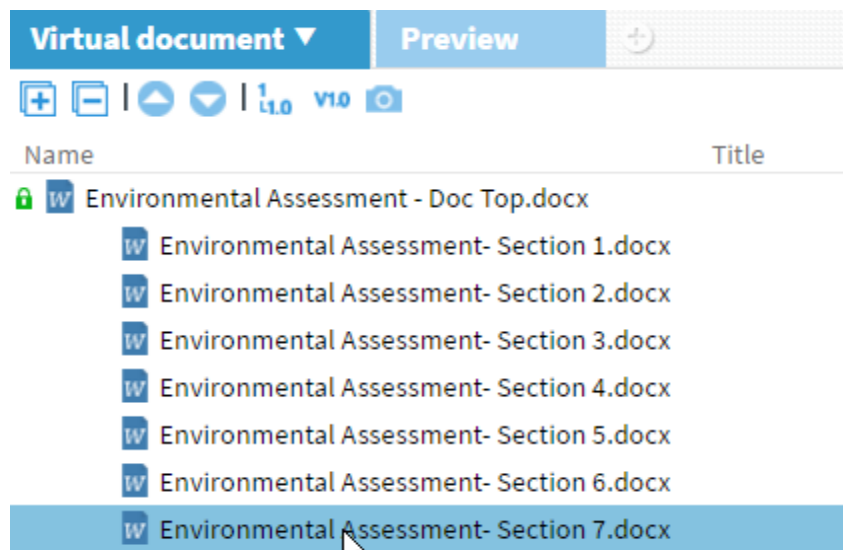 Virtual document ▼ Preview
1 L1.0 V1.0
Name Title
Environmental Assessment - Doc Top.docx
Environmental Assessment- Section 1.docx
Environmental Assessment- Section 2.docx
Environmental Assessment- Section 3.docx
Environmental Assessment- Section 4.docx
Environmental Assessment- Section 5.docx
Environmental Assessment- Section 6.docx
Environmental Assessment- Section 7.docx